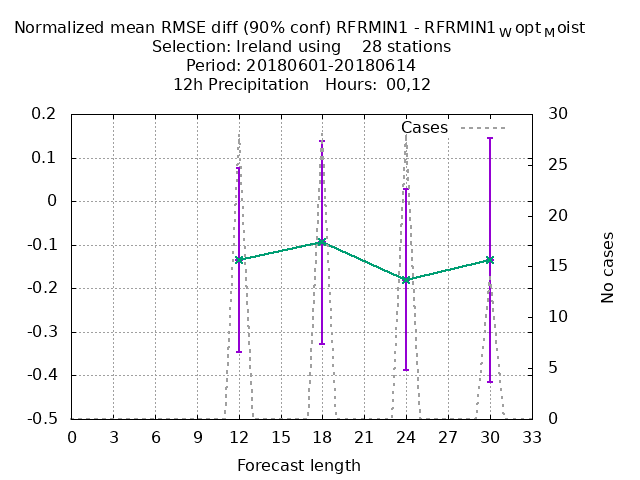 Normalized mean RMSE diff (90% conf) RFRMIN1 - RFRMIN1WoptMoist
Selection: Ireland using 28 stations
Period: 20180601-20180614
12h Precipitation Hours: 00,12
Cases
0.2
0.1
0
-0.1
-0.2
-0.3
-0.4
-0.5
30
25
20
15
10
5
0
No cases
0 3 6 9 12 15 18 21 24 27 30 33
Forecast length